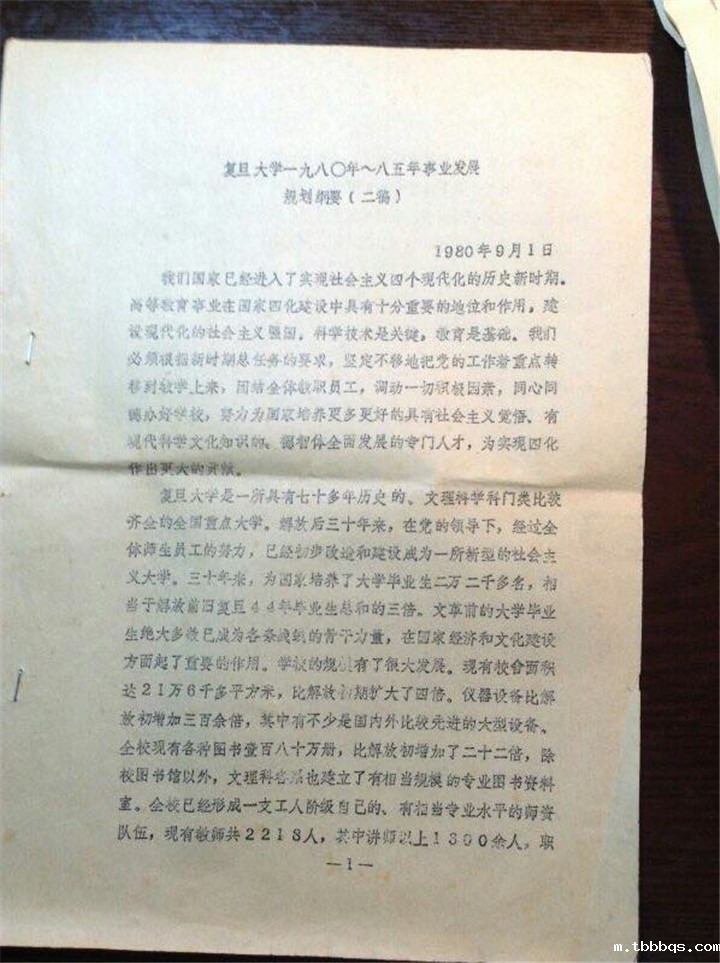 复旦大学一九八〇年~八五年事业发展
规划纲要(二稿)
1980年9月1日
我们国家已经进入了实现社会主义四个现代化的历史新时期。
高等教育事业在国家四化建设中具有十分重要的地位和作用。建
设现代化的社会主义强国,科学技术是关键,教育是基础。我们
必须根据新时期总任务的要求,坚定不移地把党的工作着重点转
移到教学上来,团结全体教职员工,调动一切积极因素,同心同
德办好学校,努力为国家培养更多更好的具有社会主义觉悟、有
现代科学文化知识的、德智体全面发展的专门人才,为实现四化
作出更大的贡献。
复旦大学是一所具有七十多年历史的、文理科学科门类比较
齐全的全国重点大学。解放后三十年来,在党的领导下,经过全
体师生员工的努力,已经初步改造和建设成为一所新型的社会主
义大学。三十年来,为国家培养了大学毕业生二万二千多名,相
当于解放前旧复旦44年毕业生总和的三倍。文革前的大学毕业
生绝大多数已成为各条战线的骨干力量,在国家经济和文化建设
方面起了重要的作用。学校的规模有了很大发展。现有校舍面积
达21万6千多平方米,比解放初期扩大了四倍。仪器设备比解
放初增加三百余倍,其中有不少是国内外比较先进的大型设备。
全校现有各种图书壹百八十万册,比解放初增加了二十二倍,除
校图书馆以外,文理科各系也建立了有相当规模的专业图书资料
室。全校已经形成一支工人阶级自己的、有相当专业水平的师资
队伍,现有教师共2218人,其中讲师以上1300余人,职
—1—
m.tbbbqs.com